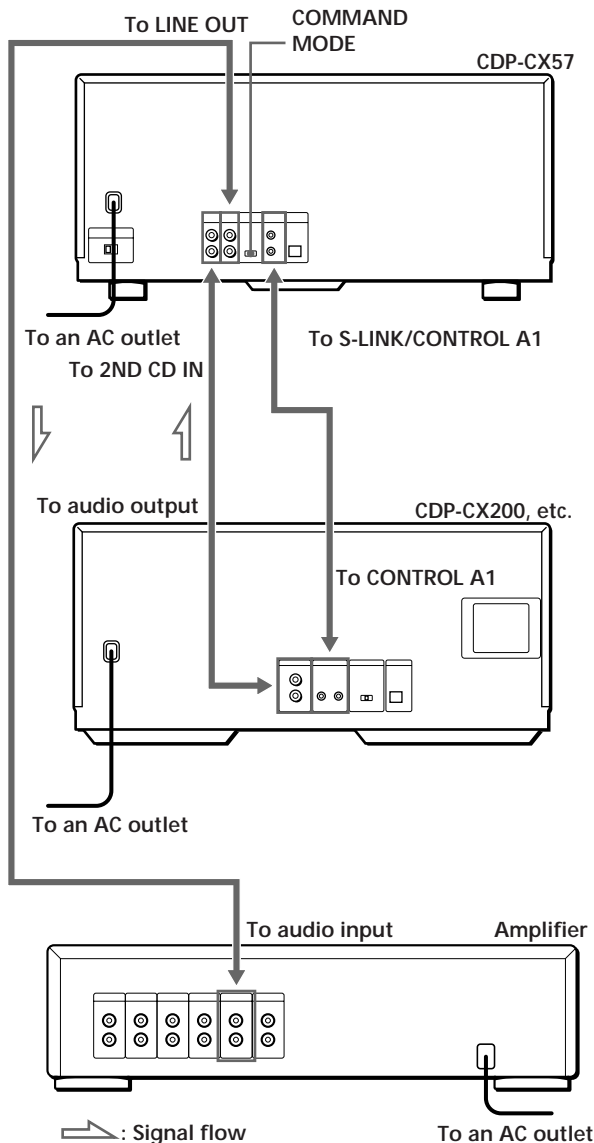 To LINE OUT
COMMAND
MODE
CDP-CX57
To an AC outlet
To S-LINK/CONTROL A1
To 2ND CD IN
To audio output
CDP-CX200, etc.
To CONTROL A1
To an AC outlet
To audio input
Amplifier
: Signal flow
To an AC outlet